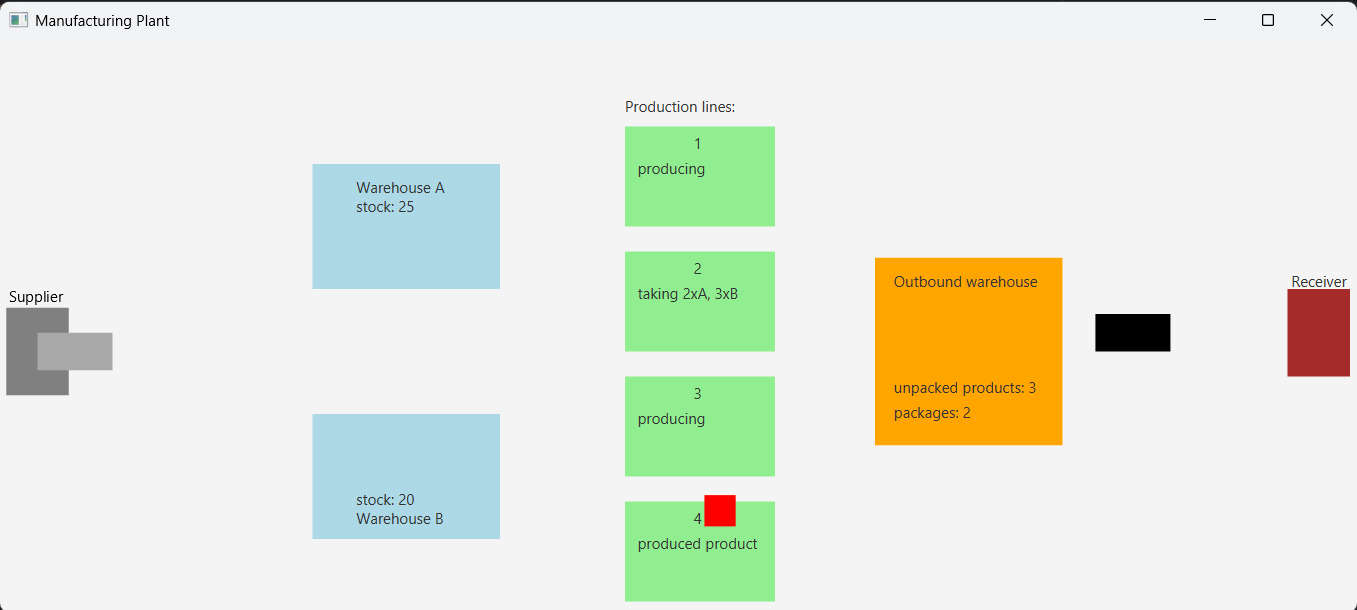 Manufacturing Plant
Production lines:
1
producing
Warehouse A
stock: 25
2
taking 2xA, 3xB
Supplier
Outbound warehouse
unpacked products: 3
packages: 2
Receiver
3
producing
stock: 20
Warehouse B
4
produced product